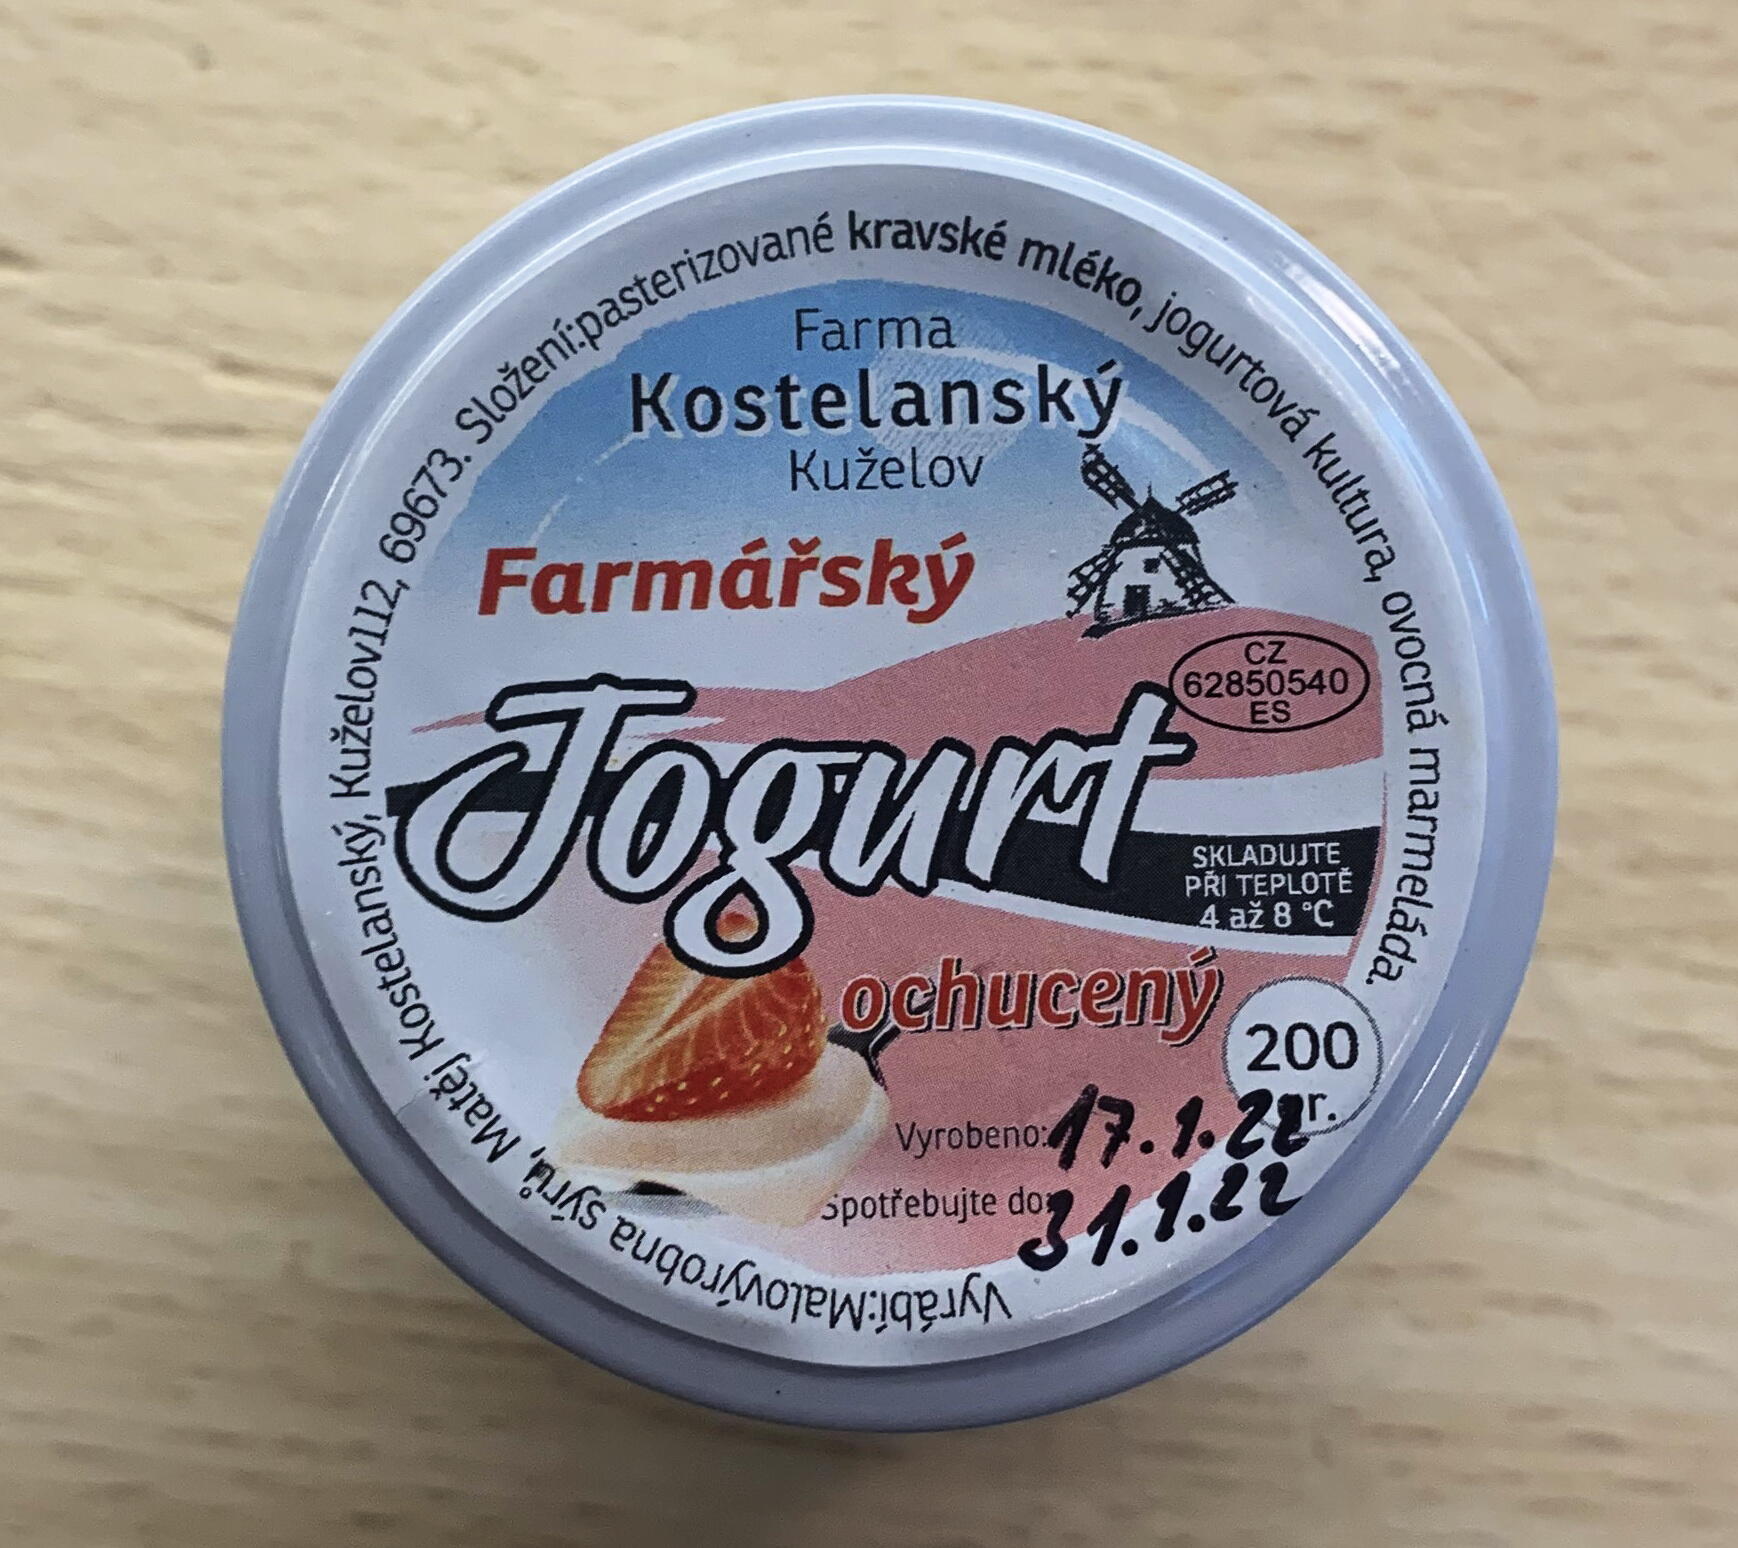 Vyrábí:Malovýrobna sýrů, Matěj Kostelanský, Kuželov112, 69673. Složení:pasterizované kravské mléko, jogurtová kultura, ovocná marmeláda.
Farma
Kostelanský
Kuželov
Farmářský
Jogurt
ochucený
CZ
62850540
ES
SKLADUJTE
PŘI TEPLOTĚ
4 až 8 °C
200
gr.
Vyrobeno: 17.1.22
Spotřebujte do: 31.1.22